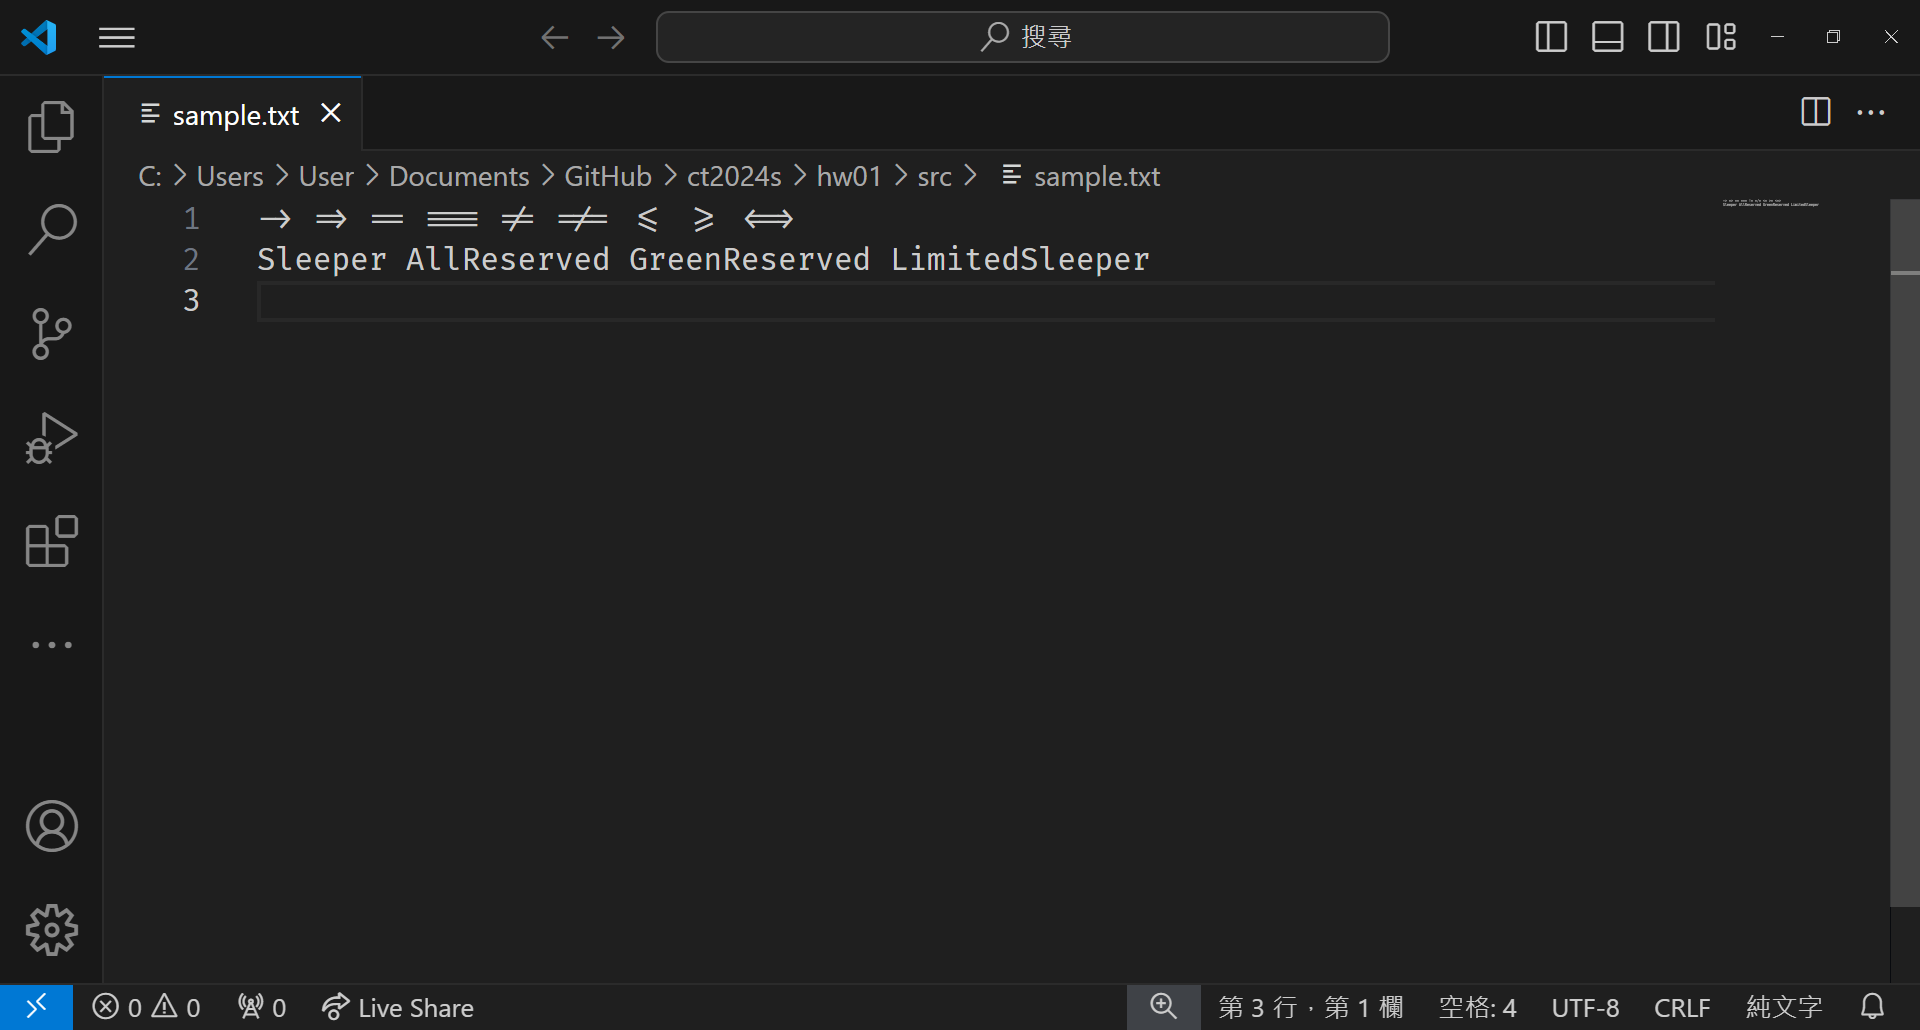 搜尋
sample.txt
C: > Users > User > Documents > GitHub > ct2024s > hw01 > src > sample.txt
1 -> => == === != !== <= >= <=>
2 Sleeper AllReserved GreenReserved LimitedSleeper
3
0 0 0 Live Share 第 3 行，第 1 欄 空格: 4 UTF-8 CRLF 純文字